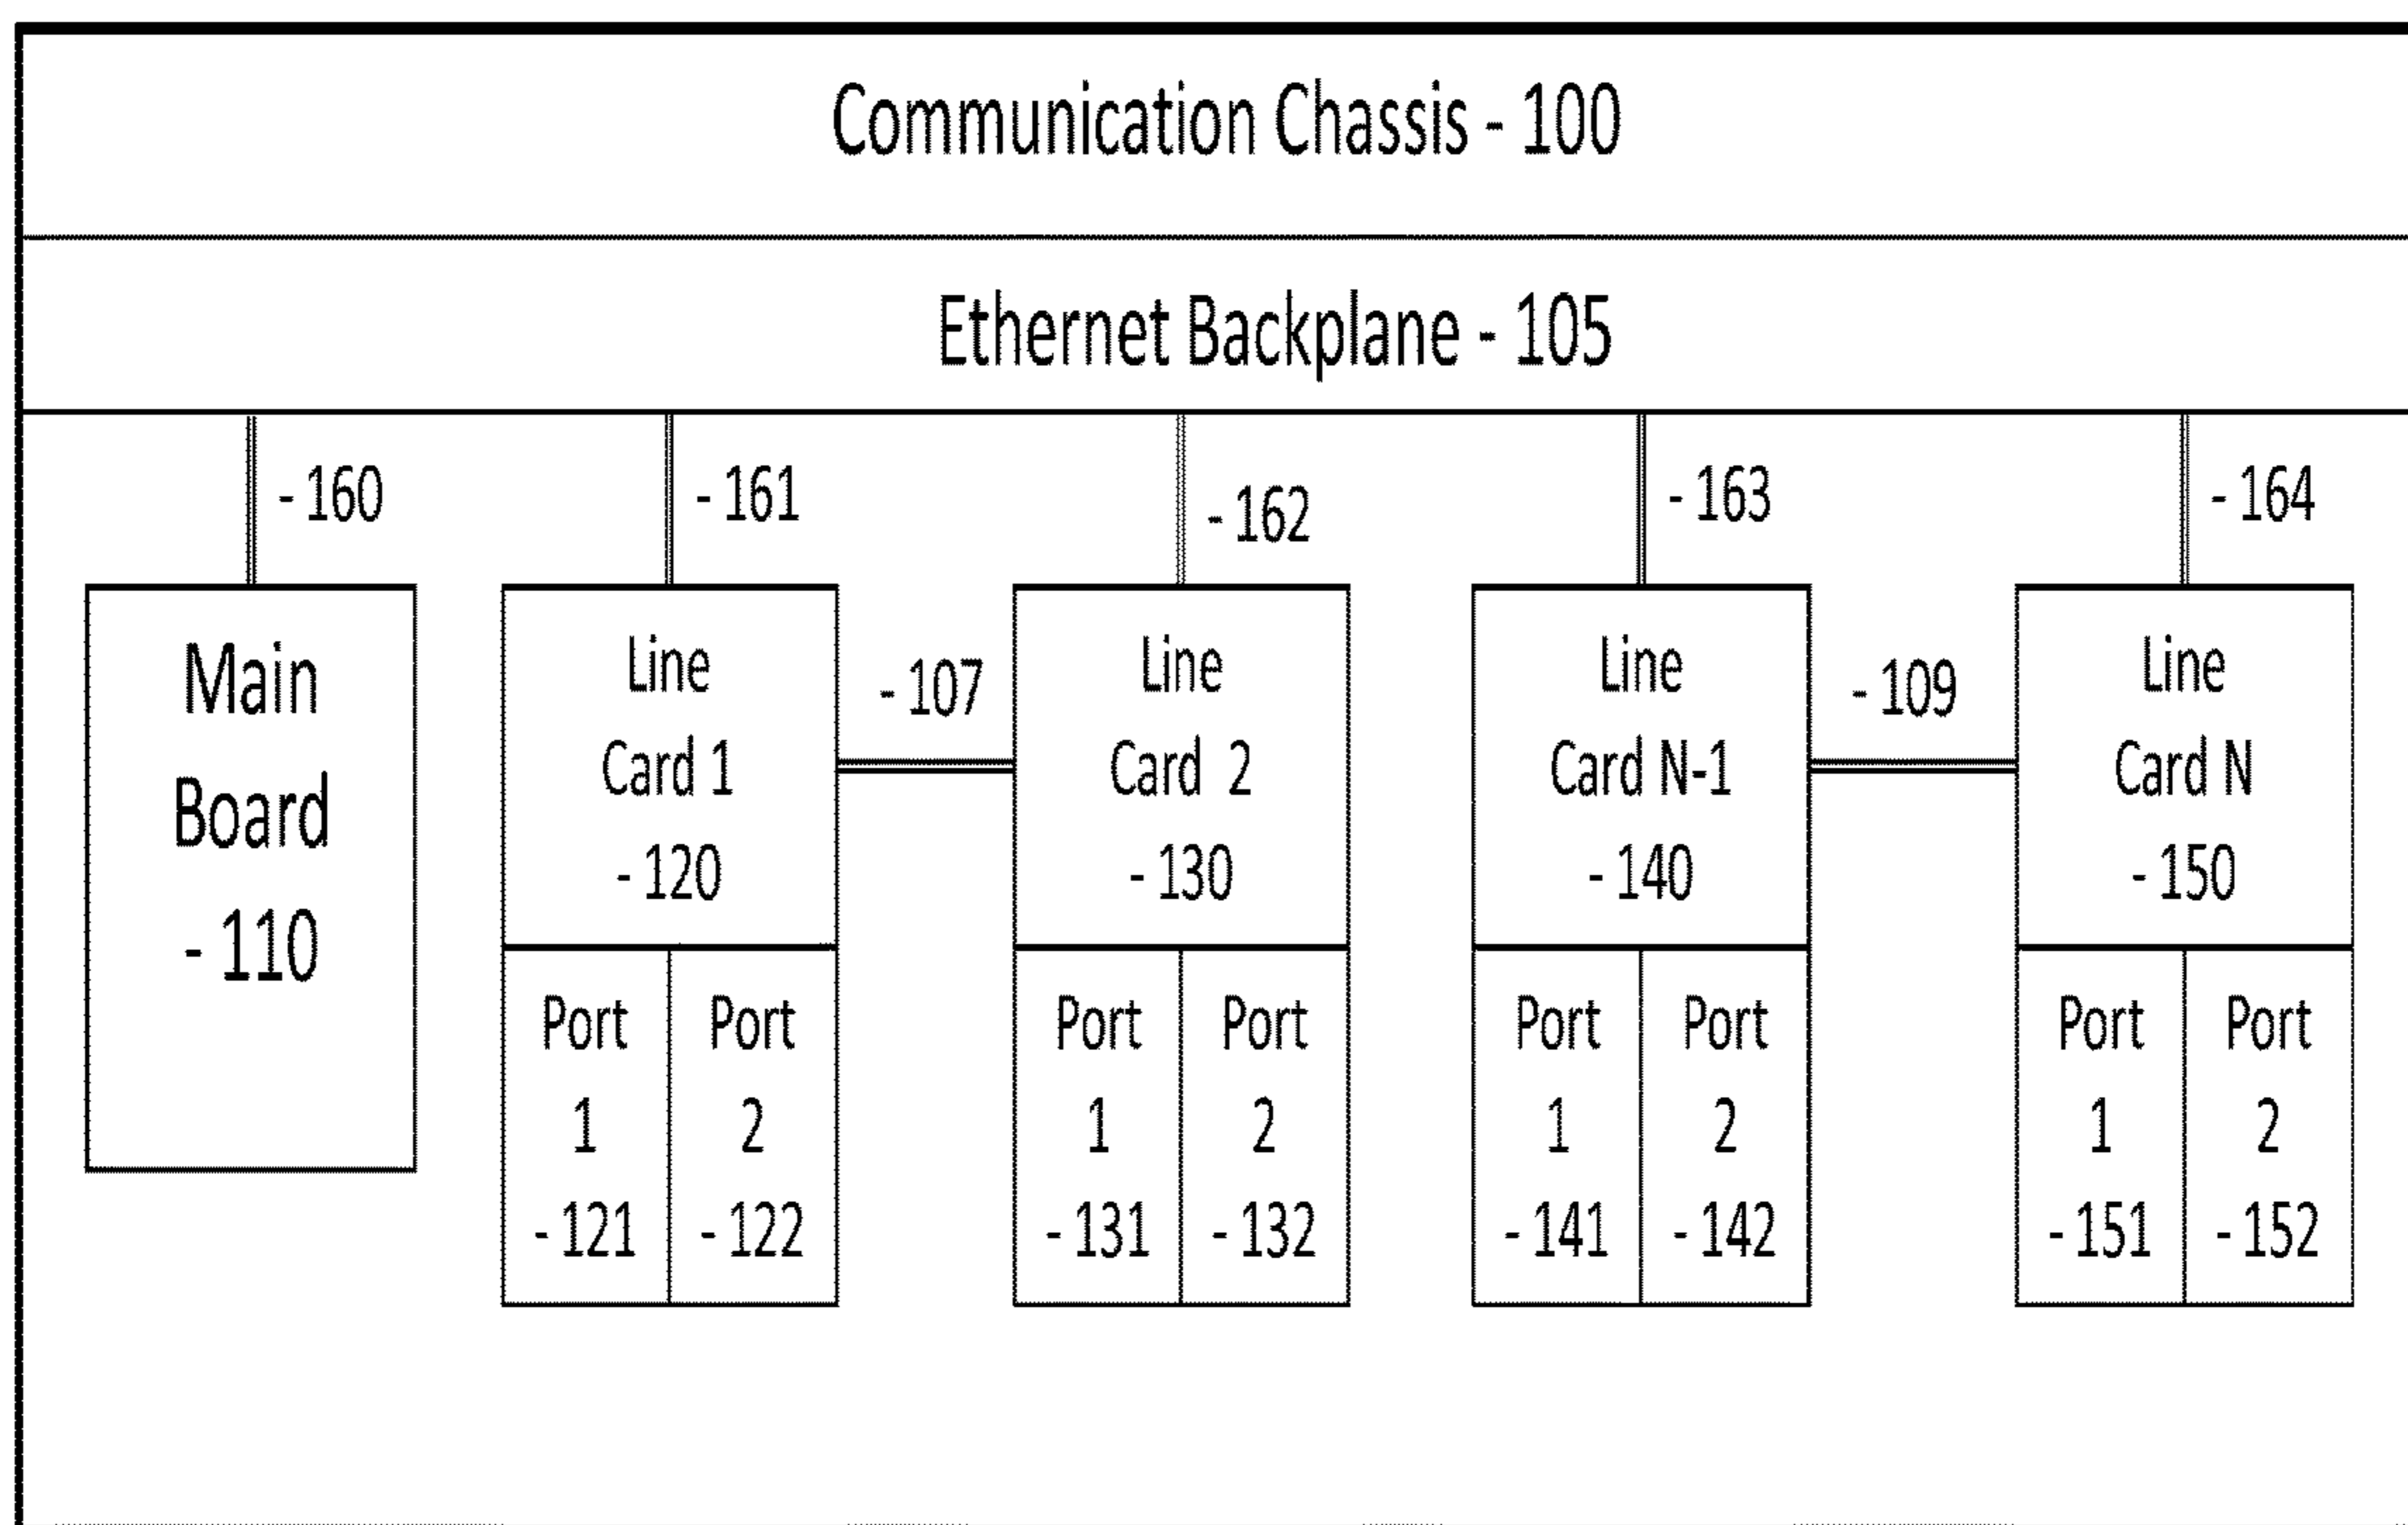 Communication Chassis - 100
Ethernet Backplane - 105
- 160
- 161
- 162
- 163
- 164
Main
Board
- 110
Line
Card 1
- 120
- 107
Line
Card 2
- 130
Line
Card N-1
- 140
- 109
Line
Card N
- 150
Port
1
- 121
Port
2
- 122
Port
1
- 131
Port
2
- 132
Port
1
- 141
Port
2
- 142
Port
1
- 151
Port
2
- 152